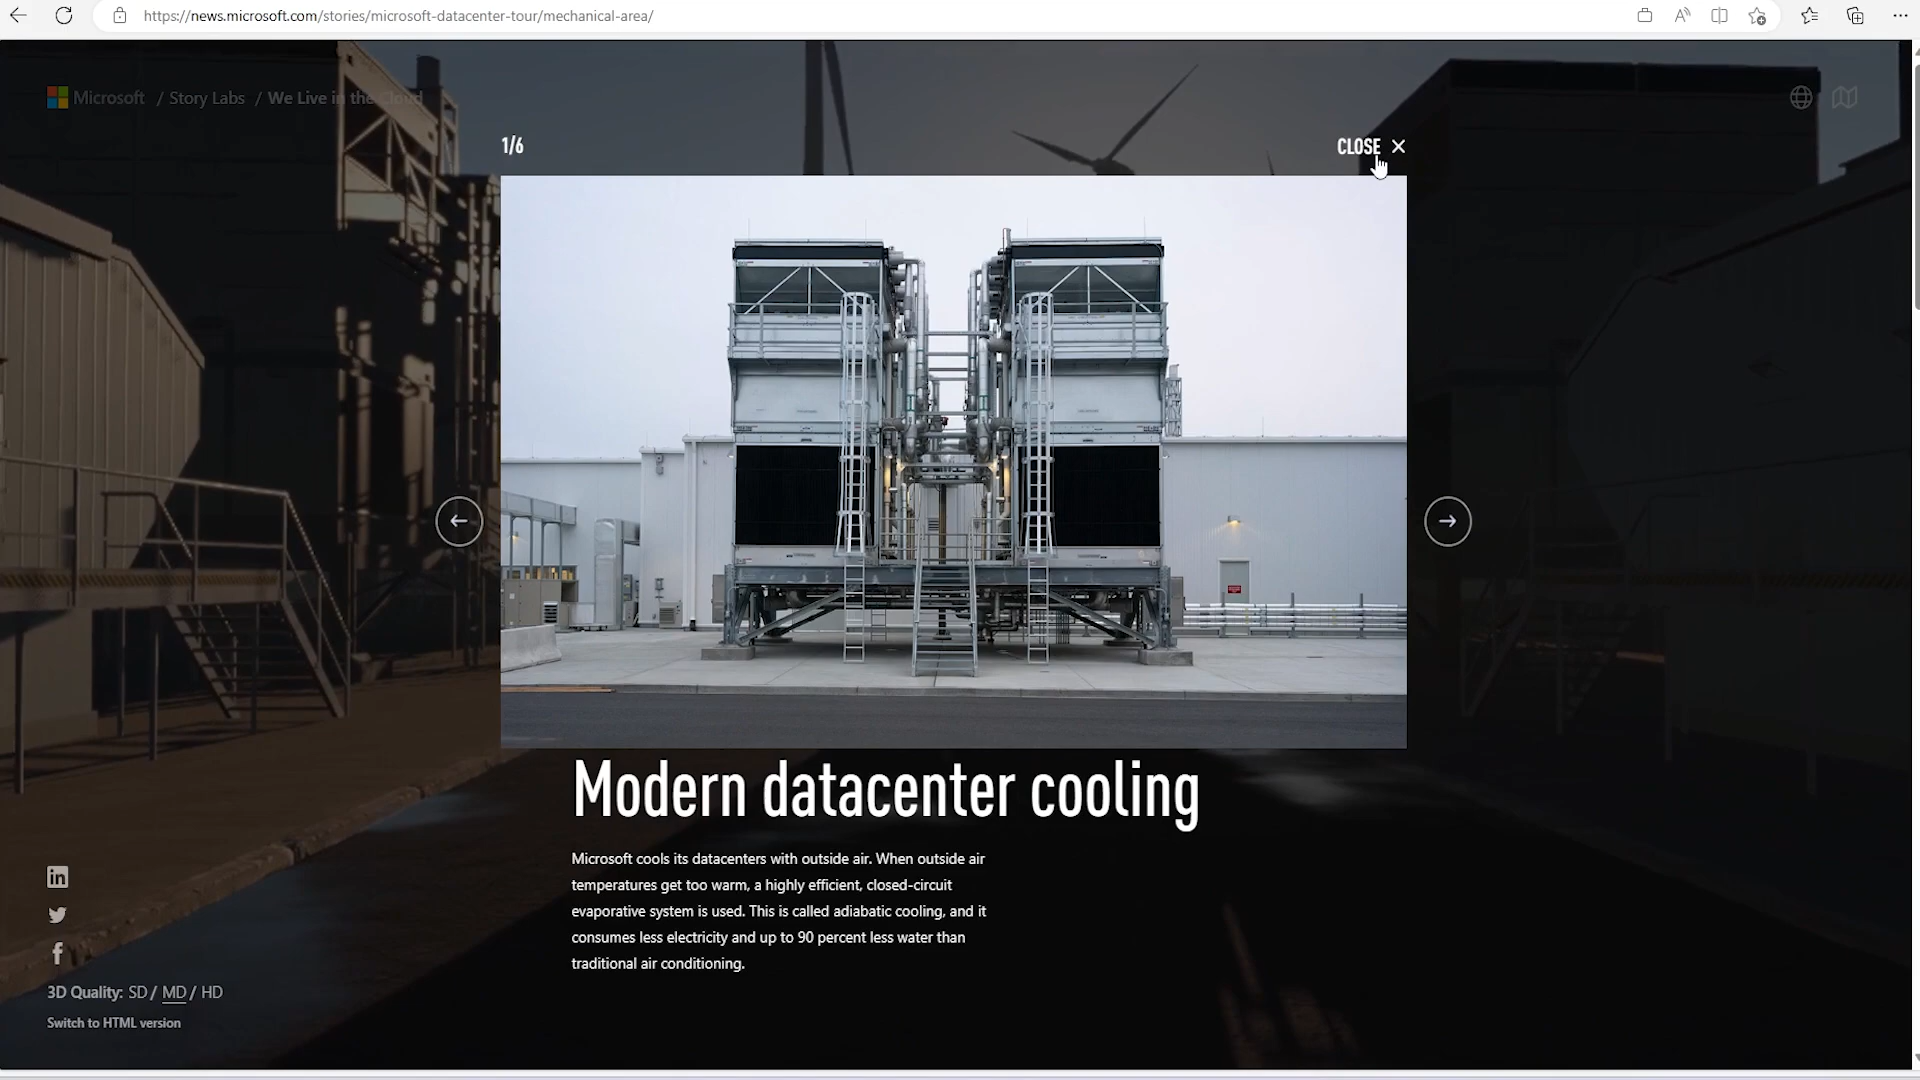 https://news.microsoft.com/stories/microsoft-datacenter-tour/mechanical-area/
Microsoft / Story Labs / We Live in the Cloud
1/6
CLOSE
Modern datacenter cooling
Microsoft cools its datacenters with outside air. When outside air
temperatures get too warm, a highly efficient, closed-circuit
evaporative system is used. This is called adiabatic cooling, and it
consumes less electricity and up to 90 percent less water than
traditional air conditioning.
3D Quality: SD / MD / HD
Switch to HTML version